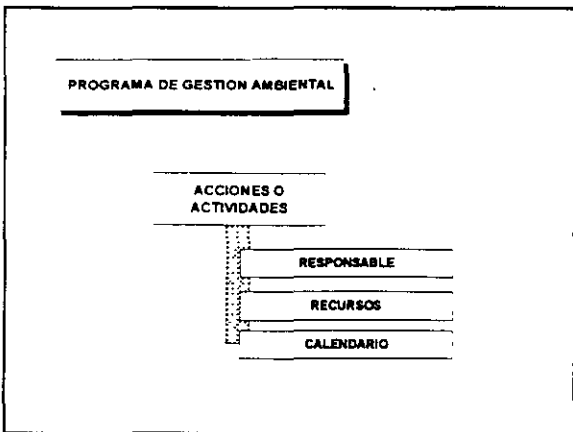 PROGRAMA DE GESTION AMBIENTAL
ACCIONES O
ACTIVIDADES
RESPONSABLE
RECURSOS
CALENDARIO